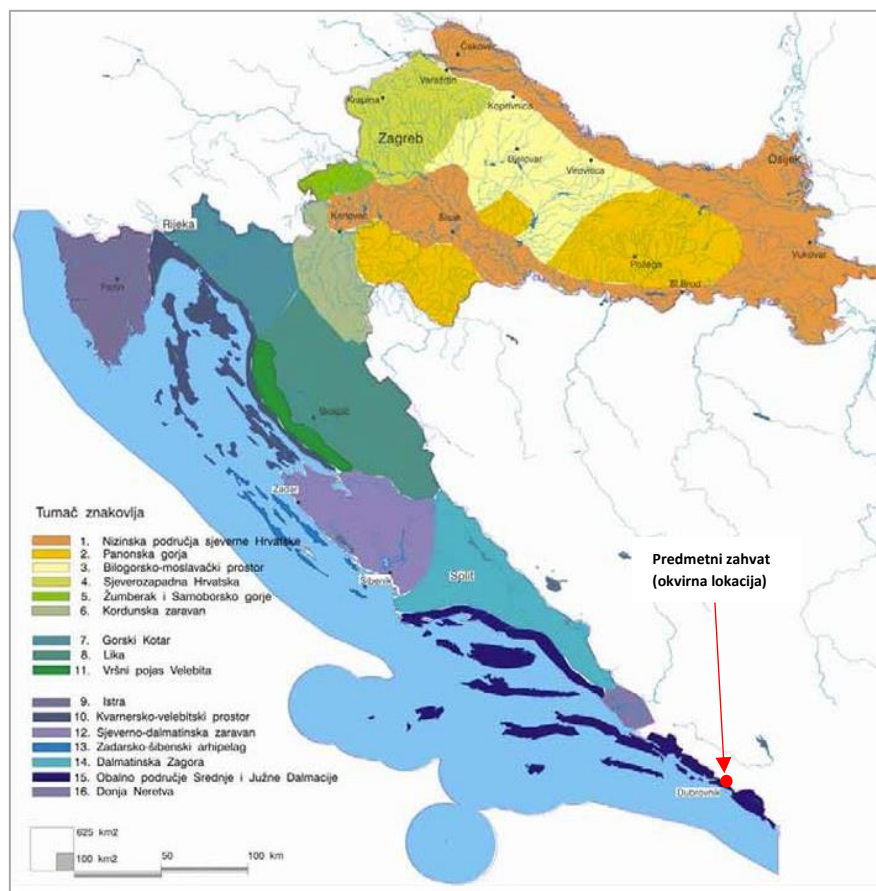 Čakovec
Varaždin
Krapina
Koprivnica
Zagreb
Bjelovar
Virovitica
Osijek
Rijeka
Karlovac
Sisak
Požega
Vukovar
Sl.Brod
Pazin
Gospić
Zadar
Tumač znakovlja
1. Nizinska područja sjeverne Hrvatske
2. Panonska gorja
3. Bilogorsko-moslavački prostor
4. Sjeverozapadna Hrvatska
5. Žumberak i Samoborsko gorje
6. Kordunska zaravan
7. Gorski Kotar
8. Lika
11. Vršni pojas Velebita
9. Istra
10. Kvarnersko-velebitski prostor
12. Sjeverno-dalmatinska zaravan
13. Zadarsko-šibenski arhipelag
14. Dalmatinska Zagora
15. Obalno područje Srednje i Južne Dalmacije
16. Donja Neretva
Šibenik
Split
Predmetni zahvat
(okvirna lokacija)
Dubrovnik
625 km2
100 km2
50
100 km